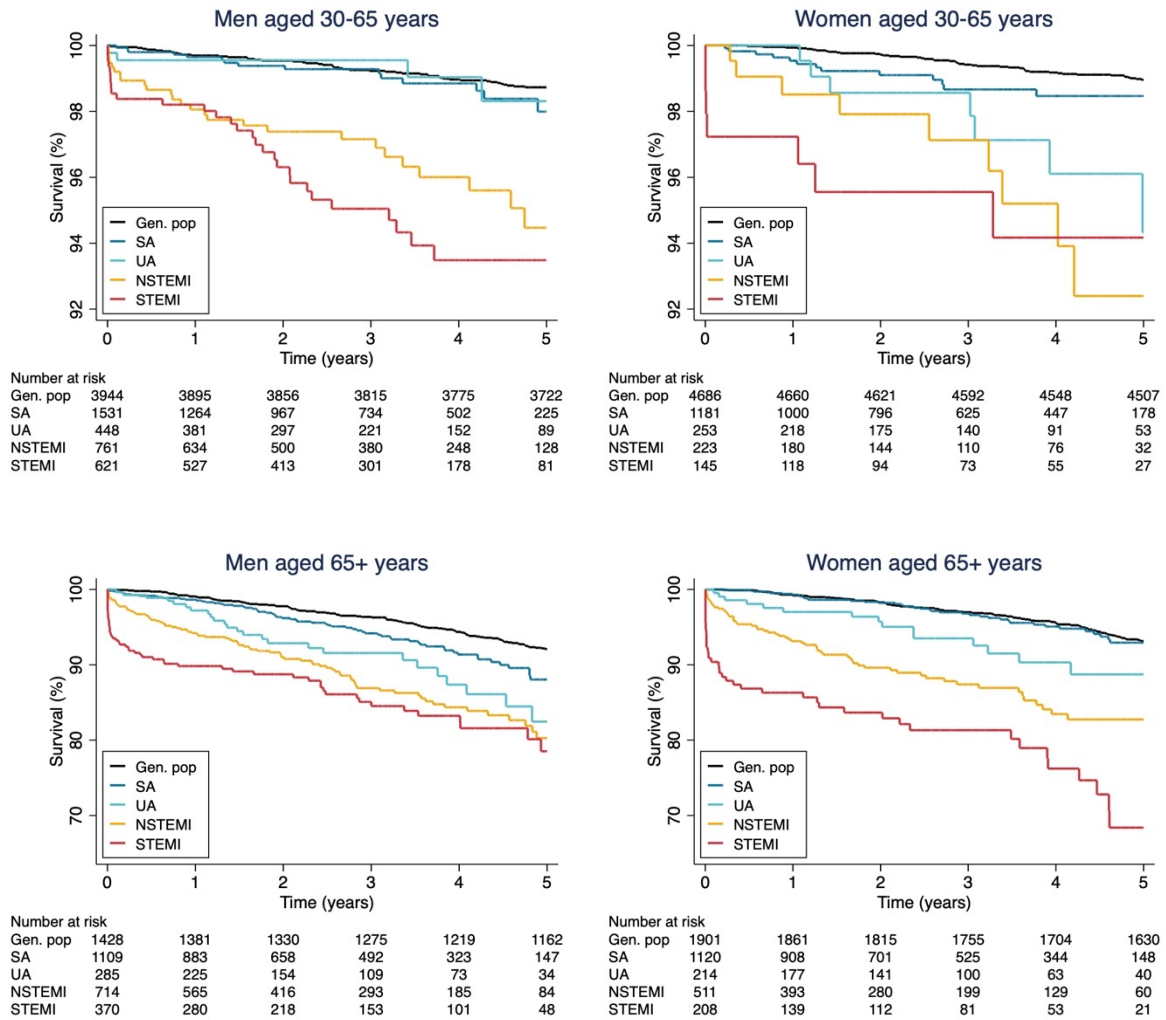 Men aged 30-65 years
Survival (%)
100
98
96
94
92
Gen. pop
SA
UA
NSTEMI
STEMI
0 1 2 3 4 5
Time (years)
Number at risk
Gen. pop 3944 3895 3856 3815 3775 3722
SA 1531 1264 967 734 502 225
UA 448 381 297 221 152 89
NSTEMI 761 634 500 380 248 128
STEMI 621 527 413 301 178 81
Women aged 30-65 years
Survival (%)
100
98
96
94
92
Gen. pop
SA
UA
NSTEMI
STEMI
0 1 2 3 4 5
Time (years)
Number at risk
Gen. pop 4686 4660 4621 4592 4548 4507
SA 1181 1000 796 625 447 178
UA 253 218 175 140 91 53
NSTEMI 223 180 144 110 76 32
STEMI 145 118 94 73 55 27
Men aged 65+ years
Survival (%)
100
90
80
70
Gen. pop
SA
UA
NSTEMI
STEMI
0 1 2 3 4 5
Time (years)
Number at risk
Gen. pop 1428 1381 1330 1275 1219 1162
SA 1109 883 658 492 323 147
UA 285 225 154 109 73 34
NSTEMI 714 565 416 293 185 84
STEMI 370 280 218 153 101 48
Women aged 65+ years
Survival (%)
100
90
80
70
Gen. pop
SA
UA
NSTEMI
STEMI
0 1 2 3 4 5
Time (years)
Number at risk
Gen. pop 1901 1861 1815 1755 1704 1630
SA 1120 908 701 525 344 148
UA 214 177 141 100 63 40
NSTEMI 511 393 280 199 129 60
STEMI 208 139 112 81 53 21